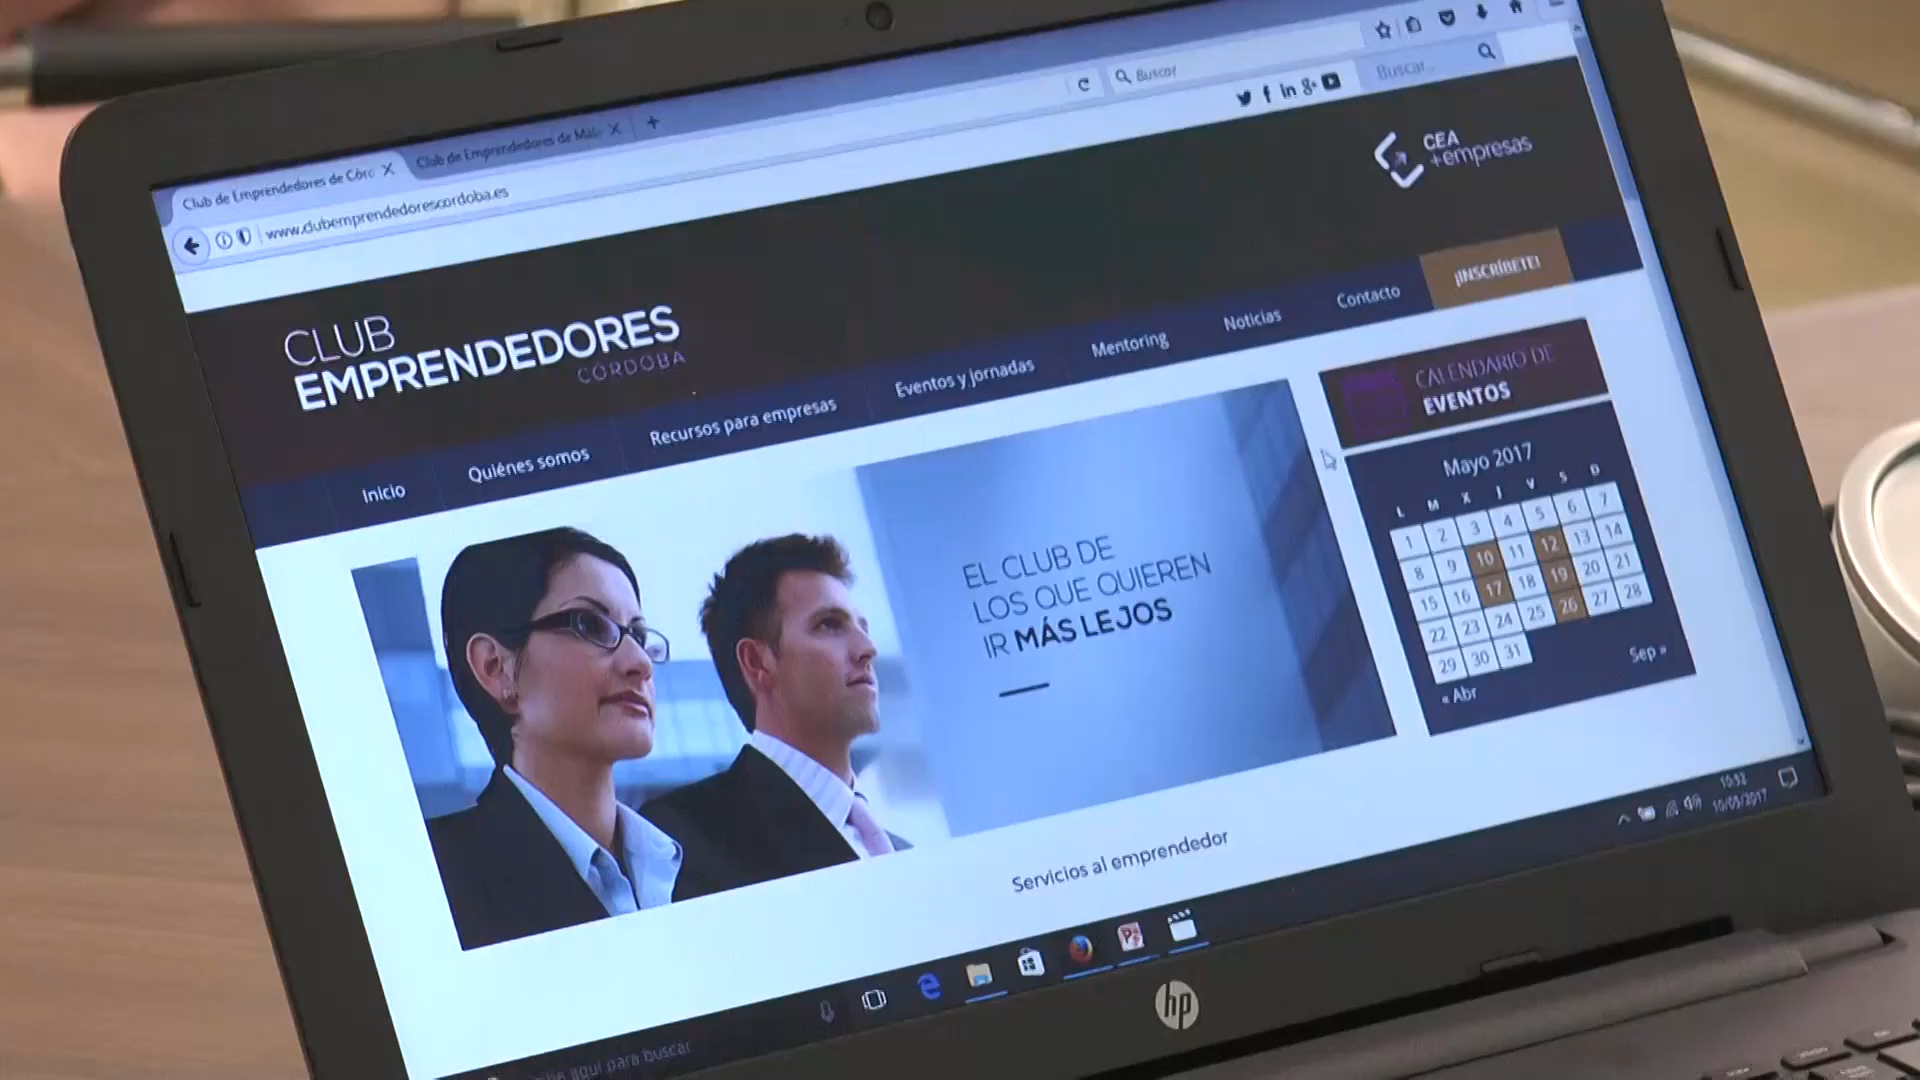 Club de Emprendedores de Córd
Club de Emprendedores de Mála
www.clubemprendedorescordoba.es
Buscar
Buscar...
CEA
+empresas
CLUB
EMPRENDEDORES
CÓRDOBA
Inicio
Quiénes somos
Recursos para empresas
Eventos y jornadas
Mentoring
Noticias
Contacto
¡INSCRÍBETE!
EL CLUB DE
LOS QUE QUIEREN
IR MÁS LEJOS
CALENDARIO DE
EVENTOS
Mayo 2017
L M X J V S D
1 2 3 4 5 6 7
8 9 10 11 12 13 14
15 16 17 18 19 20 21
22 23 24 25 26 27 28
29 30 31
« Abr
Sep »
Servicios al emprendedor
aquí para buscar
10/05/2017
hp